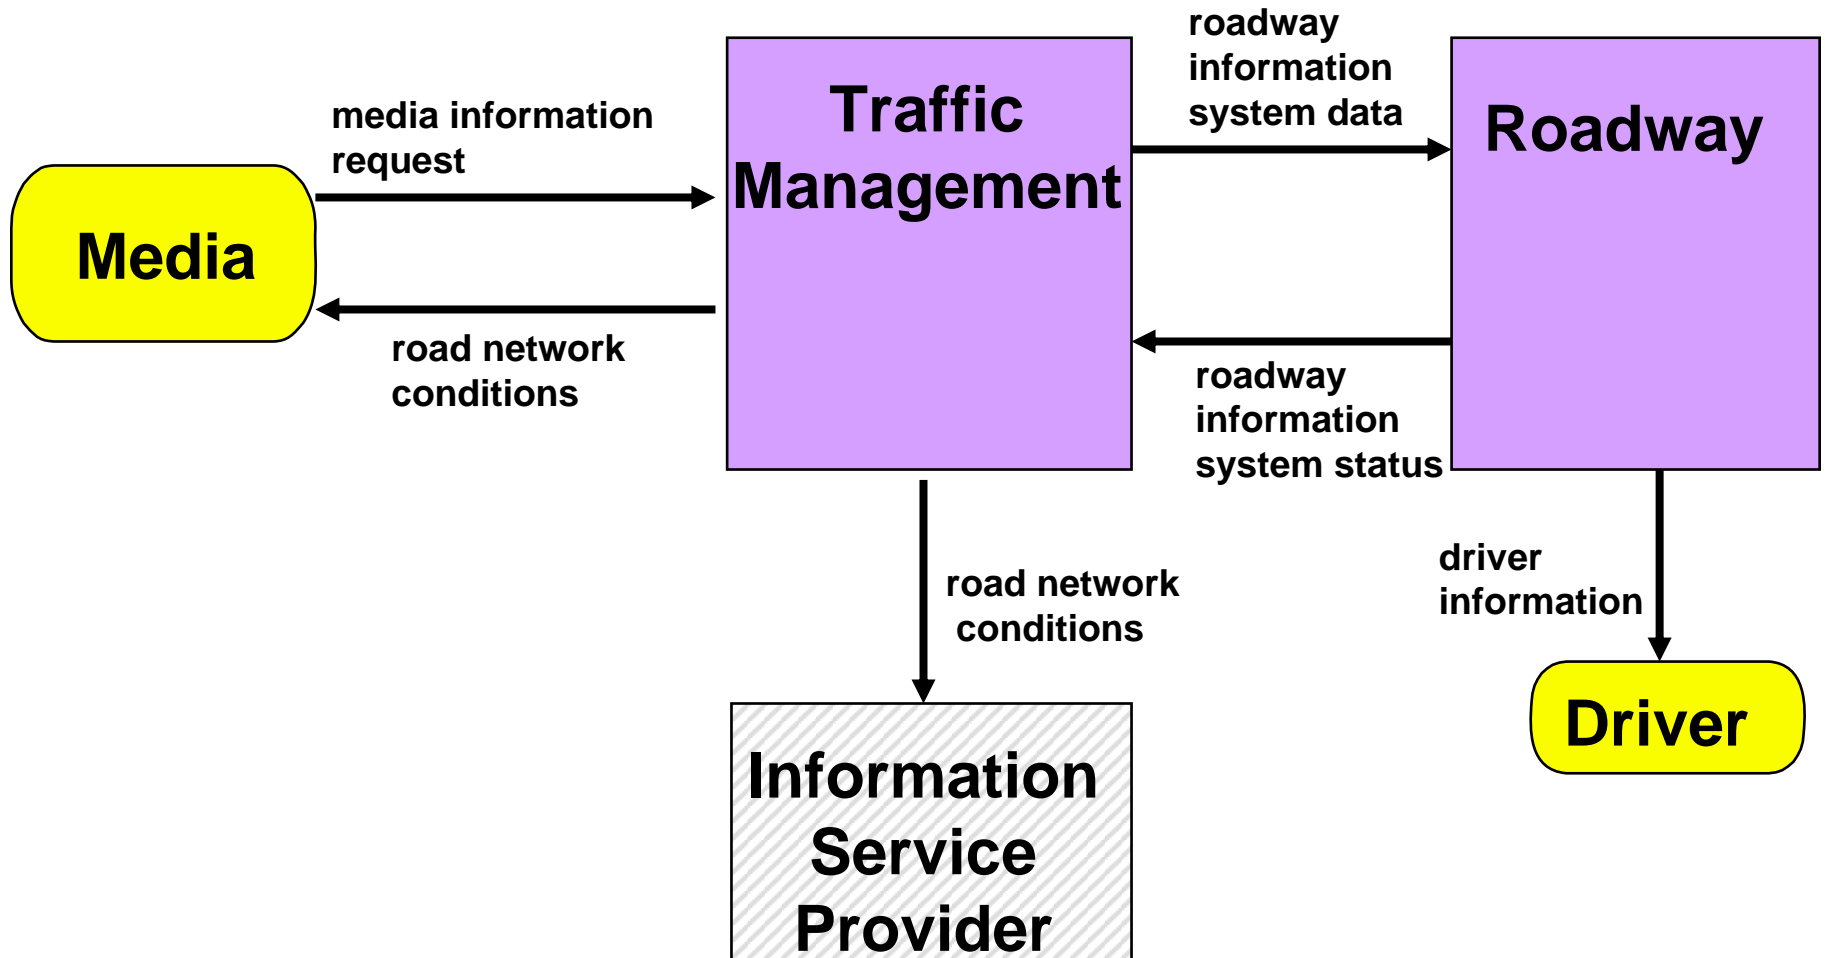 roadway
information
system data
Traffic
Management
Roadway
media information
request
Media
road network
conditions
roadway
information
system status
road network
conditions
driver
information
Driver
Information
Service
Provider